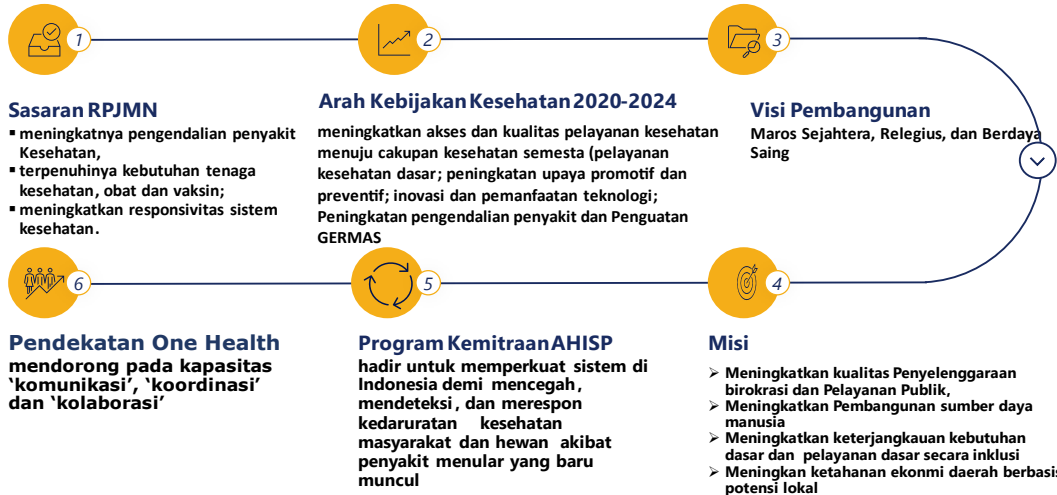 1
Sasaran RPJMN
▪ meningkatnya pengendalian penyakit
Kesehatan,
▪ terpenuhinya kebutuhan tenaga
kesehatan, obat dan vaksin;
▪ meningkatkan responsivitas sistem
kesehatan.
2
Arah Kebijakan Kesehatan 2020-2024
meningkatkan akses dan kualitas pelayanan kesehatan
menuju cakupan kesehatan semesta (pelayanan
kesehatan dasar; peningkatan upaya promotif dan
preventif; inovasi dan pemanfaatan teknologi;
Peningkatan pengendalian penyakit dan Penguatan
GERMAS
3
Visi Pembangunan
Maros Sejahtera, Relegius, dan Berdaya
Saing
4
Misi
➢ Meningkatkan kualitas Penyelenggaraan
birokrasi dan Pelayanan Publik,
➢ Meningkatkan Pembangunan sumber daya
manusia
➢ Meningkatkan keterjangkauan kebutuhan
dasar dan pelayanan dasar secara inklusi
➢ Meningkan ketahanan ekonmi daerah berbasis
potensi lokal
5
Program Kemitraan AHISP
hadir untuk memperkuat sistem di
Indonesia demi mencegah,
mendeteksi, dan merespon
kedaruratan kesehatan
masyarakat dan hewan akibat
penyakit menular yang baru
muncul
6
Pendekatan One Health
mendorong pada kapasitas
‘komunikasi’, ‘koordinasi’
dan ‘kolaborasi’